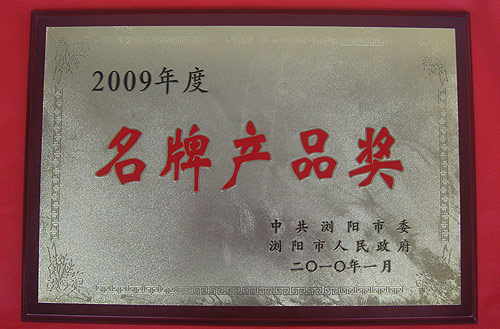 2009年度
名牌产品奖
中共浏阳市委
浏阳市人民政府
二〇一〇年一月